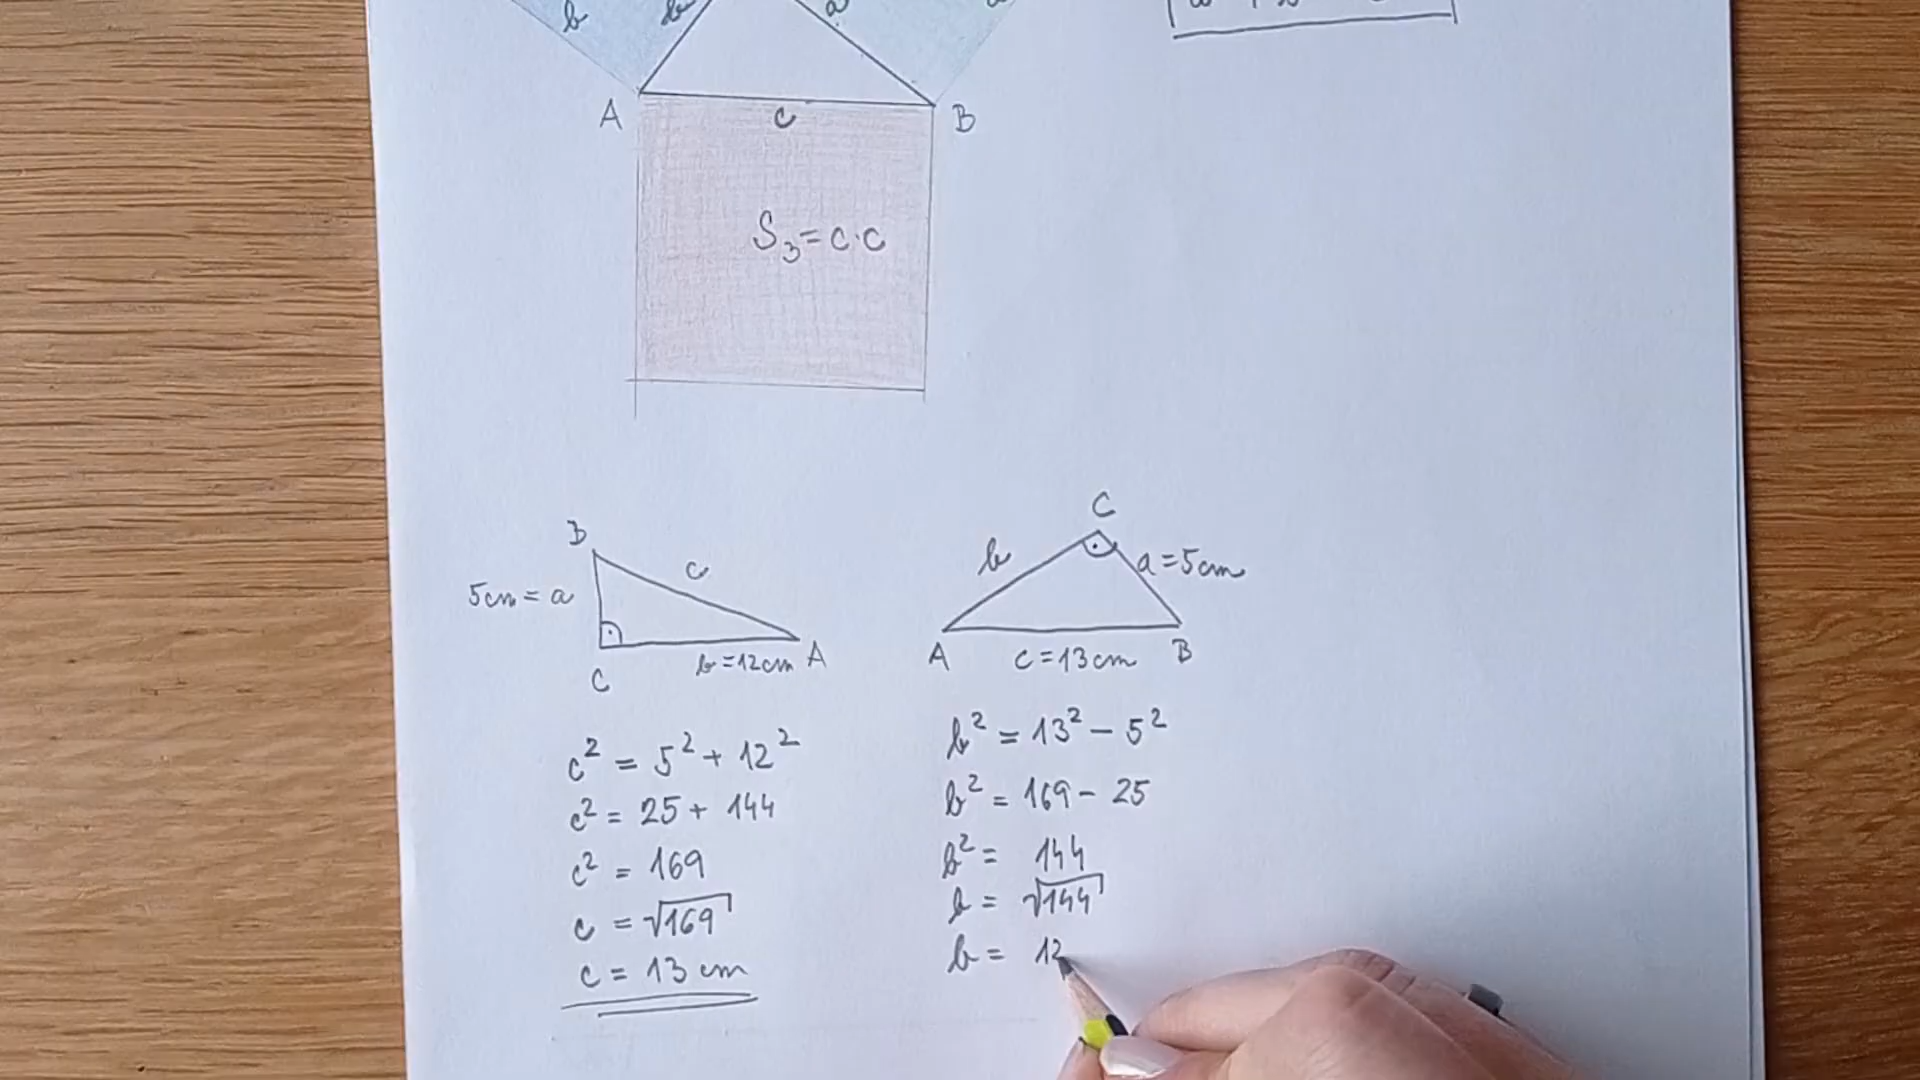 b b a
A c B
S₃ = c·c
B
5cm = a c
b = 12cm A
C
C
b a = 5cm
A c = 13cm B
c² = 5² + 12²
c² = 25 + 144
c² = 169
c = √169
c = 13 cm
b² = 13² - 5²
b² = 169 - 25
b² = 144
b = √144
b = 12